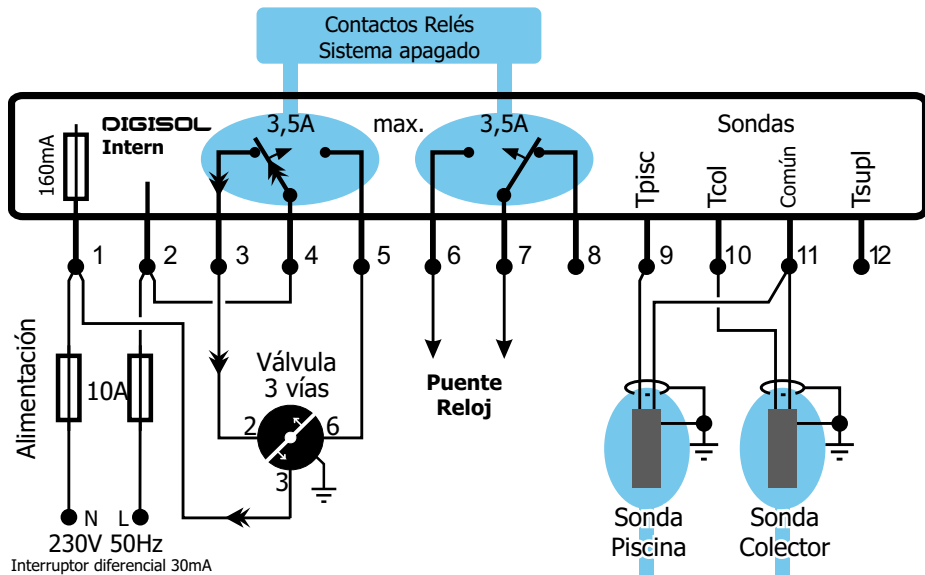 Contactos Relés
Sistema apagado
DIGISOL
Intern
160mA
3,5A
max.
3,5A
Sondas
Tpisc
Tcol
Común
Tsupl
1
2
3
4
5
6
7
8
9
10
11
12
Alimentación
10A
Válvula
3 vías
2
6
3
Puente
Reloj
N
L
230V 50Hz
Interruptor diferencial 30mA
Sonda
Piscina
Sonda
Colector